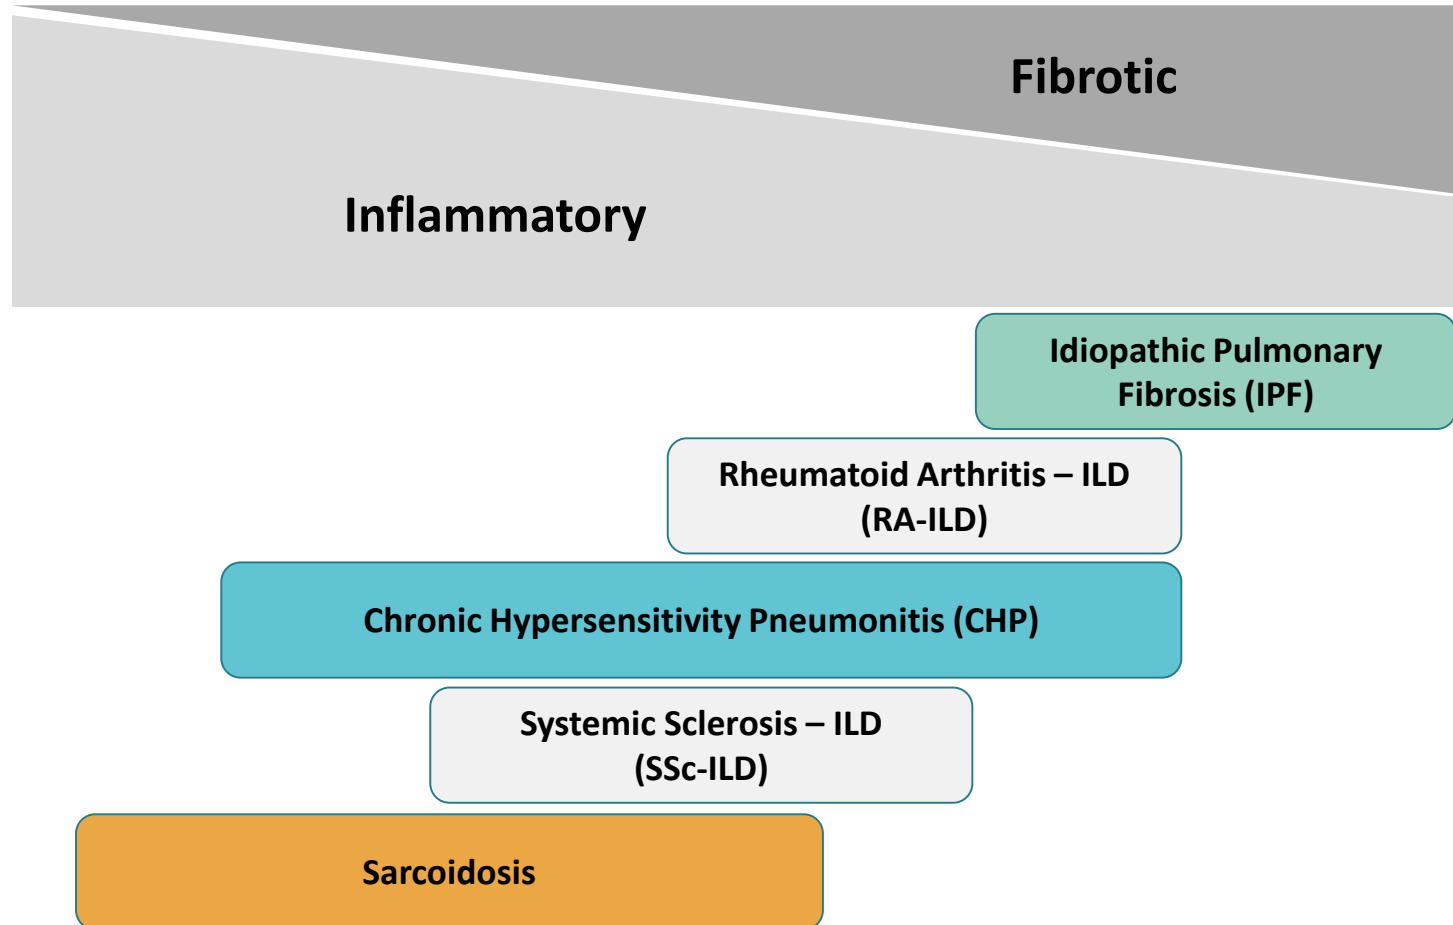 Fibrotic
Inflammatory
Idiopathic Pulmonary
Fibrosis (IPF)
Rheumatoid Arthritis – ILD
(RA-ILD)
Chronic Hypersensitivity Pneumonitis (CHP)
Systemic Sclerosis – ILD
(SSc-ILD)
Sarcoidosis